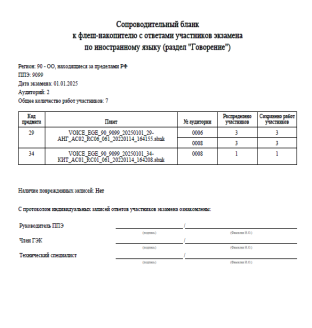 Сопроводительный бланк
к флеш-накопителю с ответами участников экзамена
по иностранному языку (раздел "Говорение")
Регион: 90 - ОО, находящиеся за пределами РФ
ППЭ: 9099
Дата экзамена: 01.01.2025
Аудиторий: 2
Общее количество работ участников: 7
Код предмета Пакет № аудитории Распределено участников Сохранено работ участников
29 VOICE_EGE_90_9099_20250101_29-АНГ_AC02_RC06_061_20220114_164155.sbuk 0006 3 3
0008 3 3
34 VOICE_EGE_90_9099_20250101_34-КИТ_AC01_RC01_061_20220114_164208.sbuk 0008 1 1
Наличие поврежденных записей: Нет
С протоколом индивидуальных записей ответов участников экзамена ознакомлены:
Руководитель ППЭ /
(подпись) (Фамилия И.О.)
Член ГЭК /
(подпись) (Фамилия И.О.)
Технический специалист /
(подпись) (Фамилия И.О.)